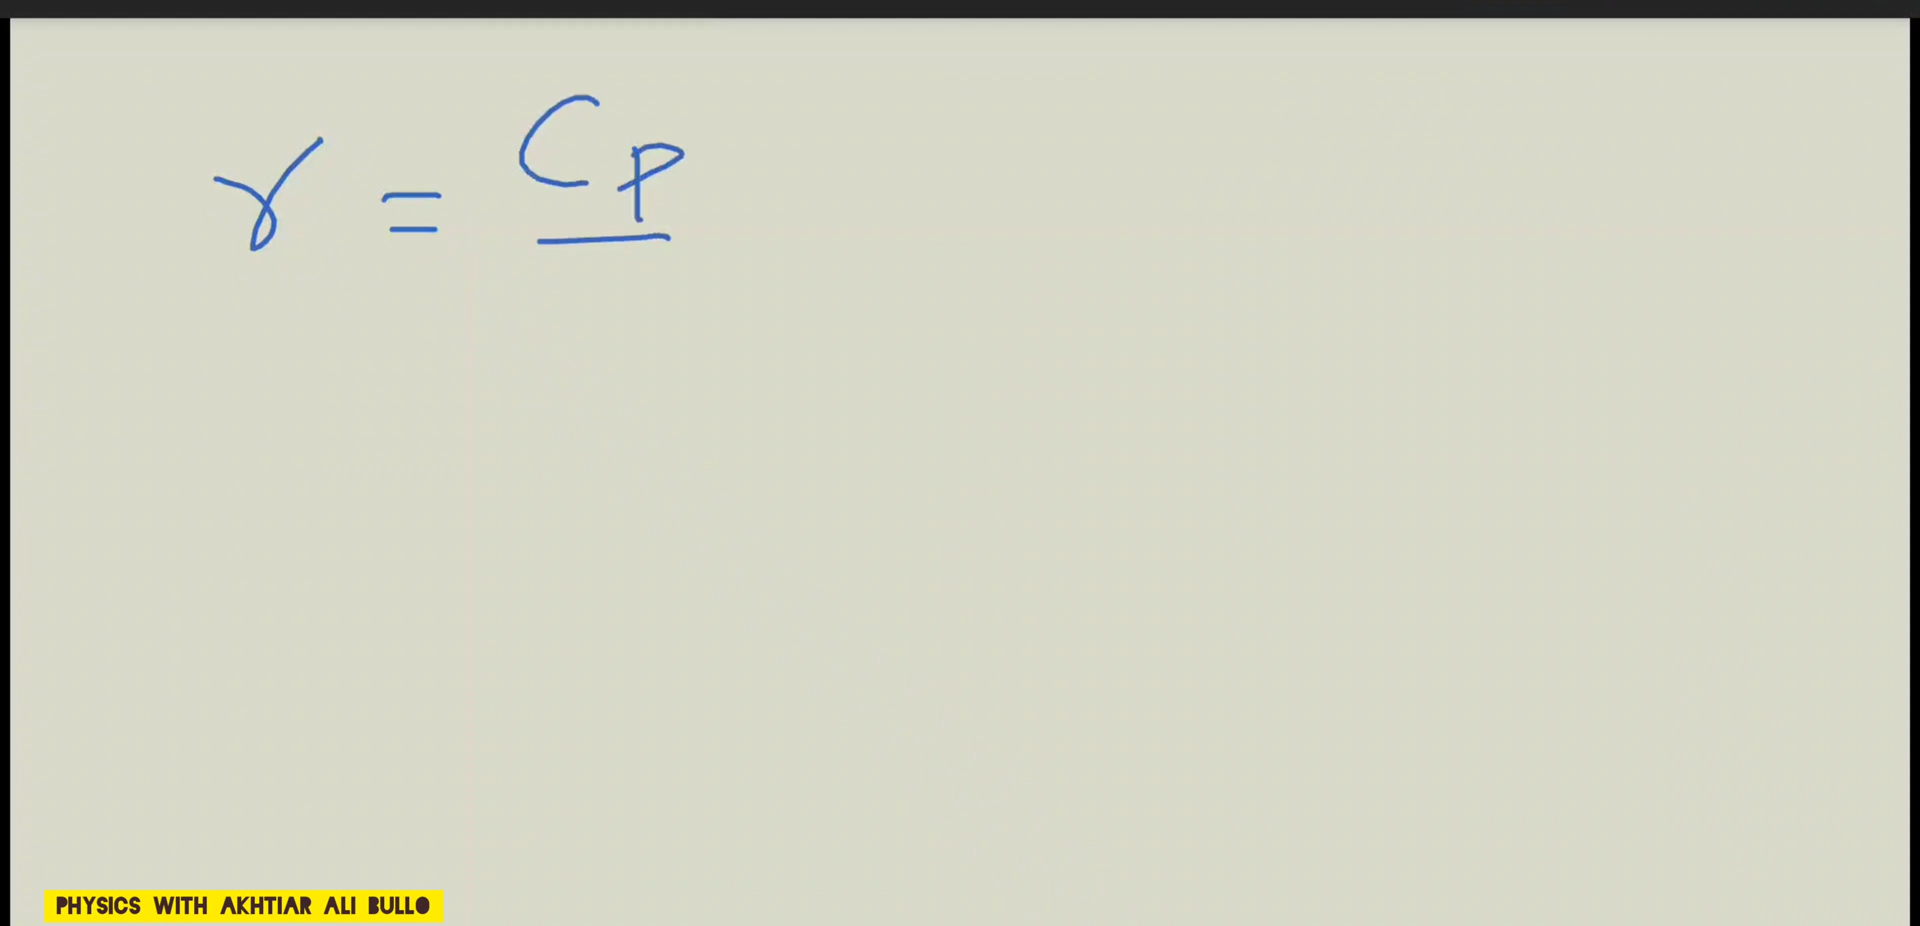 γ = Cp
PHYSICS WITH AKHTIAR ALI BULLO